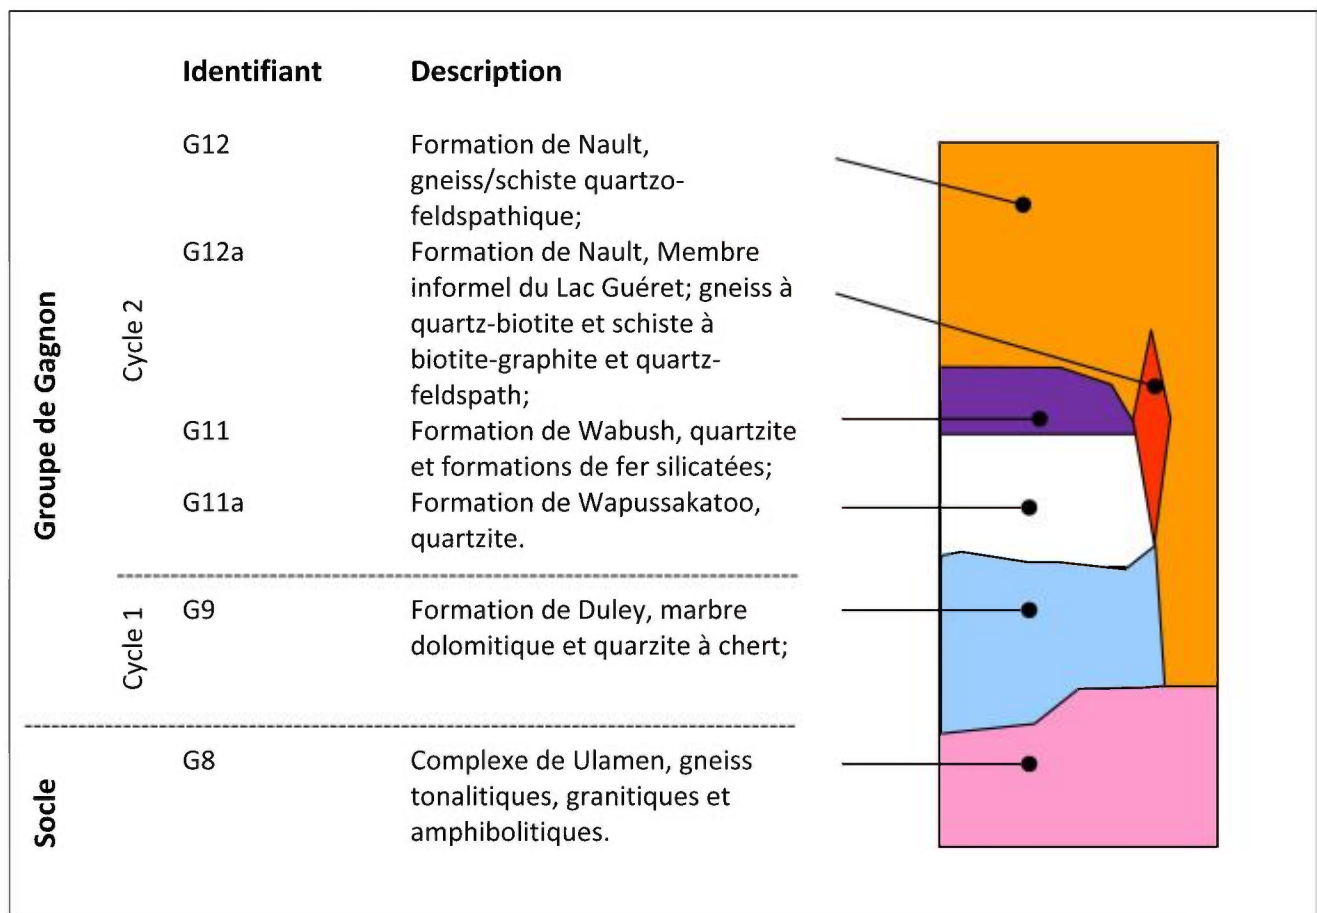 Identifiant Description
G12 Formation de Nault,
gneiss/schiste quartzo-
feldspathique;
G12a Formation de Nault, Membre
informel du Lac Guéret; gneiss à
quartz-biotite et schiste à
biotite-graphite et quartz-
feldspath;
G11 Formation de Wabush, quartzite
et formations de fer silicatées;
G11a Formation de Wapussakatoo,
quartzite.
Cycle 2
Groupe de Gagnon
G9 Formation de Duley, marbre
dolomitique et quarzite à chert;
Cycle 1
G8 Complexe de Ulamen, gneiss
tonalitiques, granitiques et
amphibolitiques.
Socle